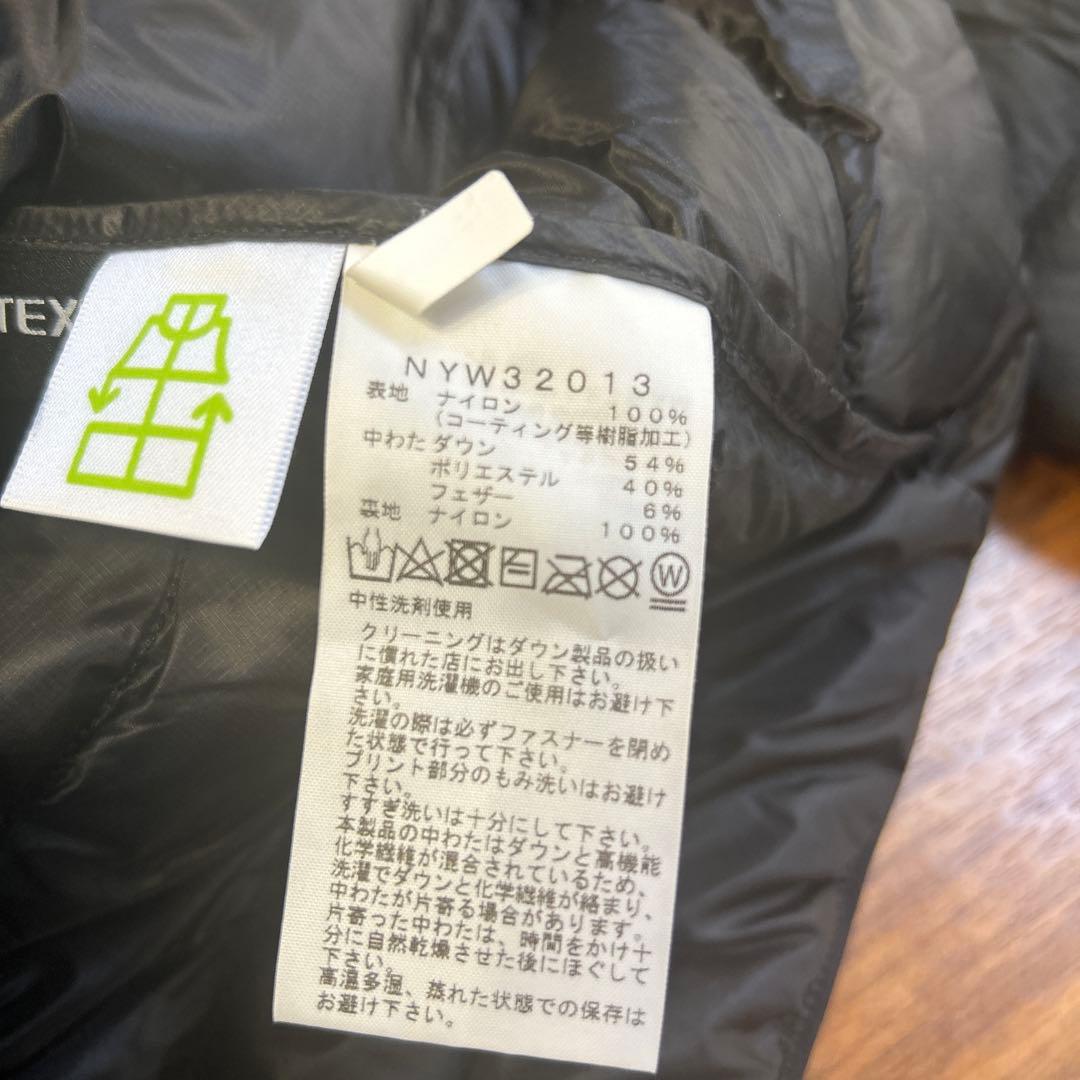 TEX
NYW32013
表地 ナイロン 100%
(コーティング等樹脂加工)
中わた ダウン 54%
ポリエステル 40%
フェザー 6%
裏地 ナイロン 100%
W
中性洗剤使用
クリーニングはダウン製品の扱い
に慣れた店にお出し下さい。
家庭用洗濯機のご使用はお避け下
さい。
洗濯の際は必ずファスナーを閉め
た状態で行って下さい。
プリント部分のもみ洗いはお避け
下さい。
すすぎ洗いは十分にして下さい。
本製品の中わたはダウンと高機能
化学繊維が混合されているため、
洗濯でダウンと化学繊維が絡まり、
中わたが片寄る場合があります。
片寄った中わたは、時間をかけ十
分に自然乾燥させた後にほぐして
下さい。
高温多湿、蒸れた状態での保存は
お避け下さい。